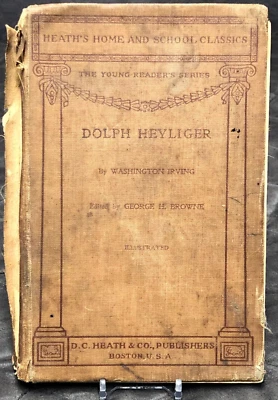 HEATH'S HOME AND SCHOOL CLASSICS
THE YOUNG READER'S SERIES
DOLPH HEYLIGER
by WASHINGTON IRVING
Edited by GEORGE H. BROWNE
ILLUSTRATED
D.C. HEATH & CO., PUBLISHERS
BOSTON, U.S.A